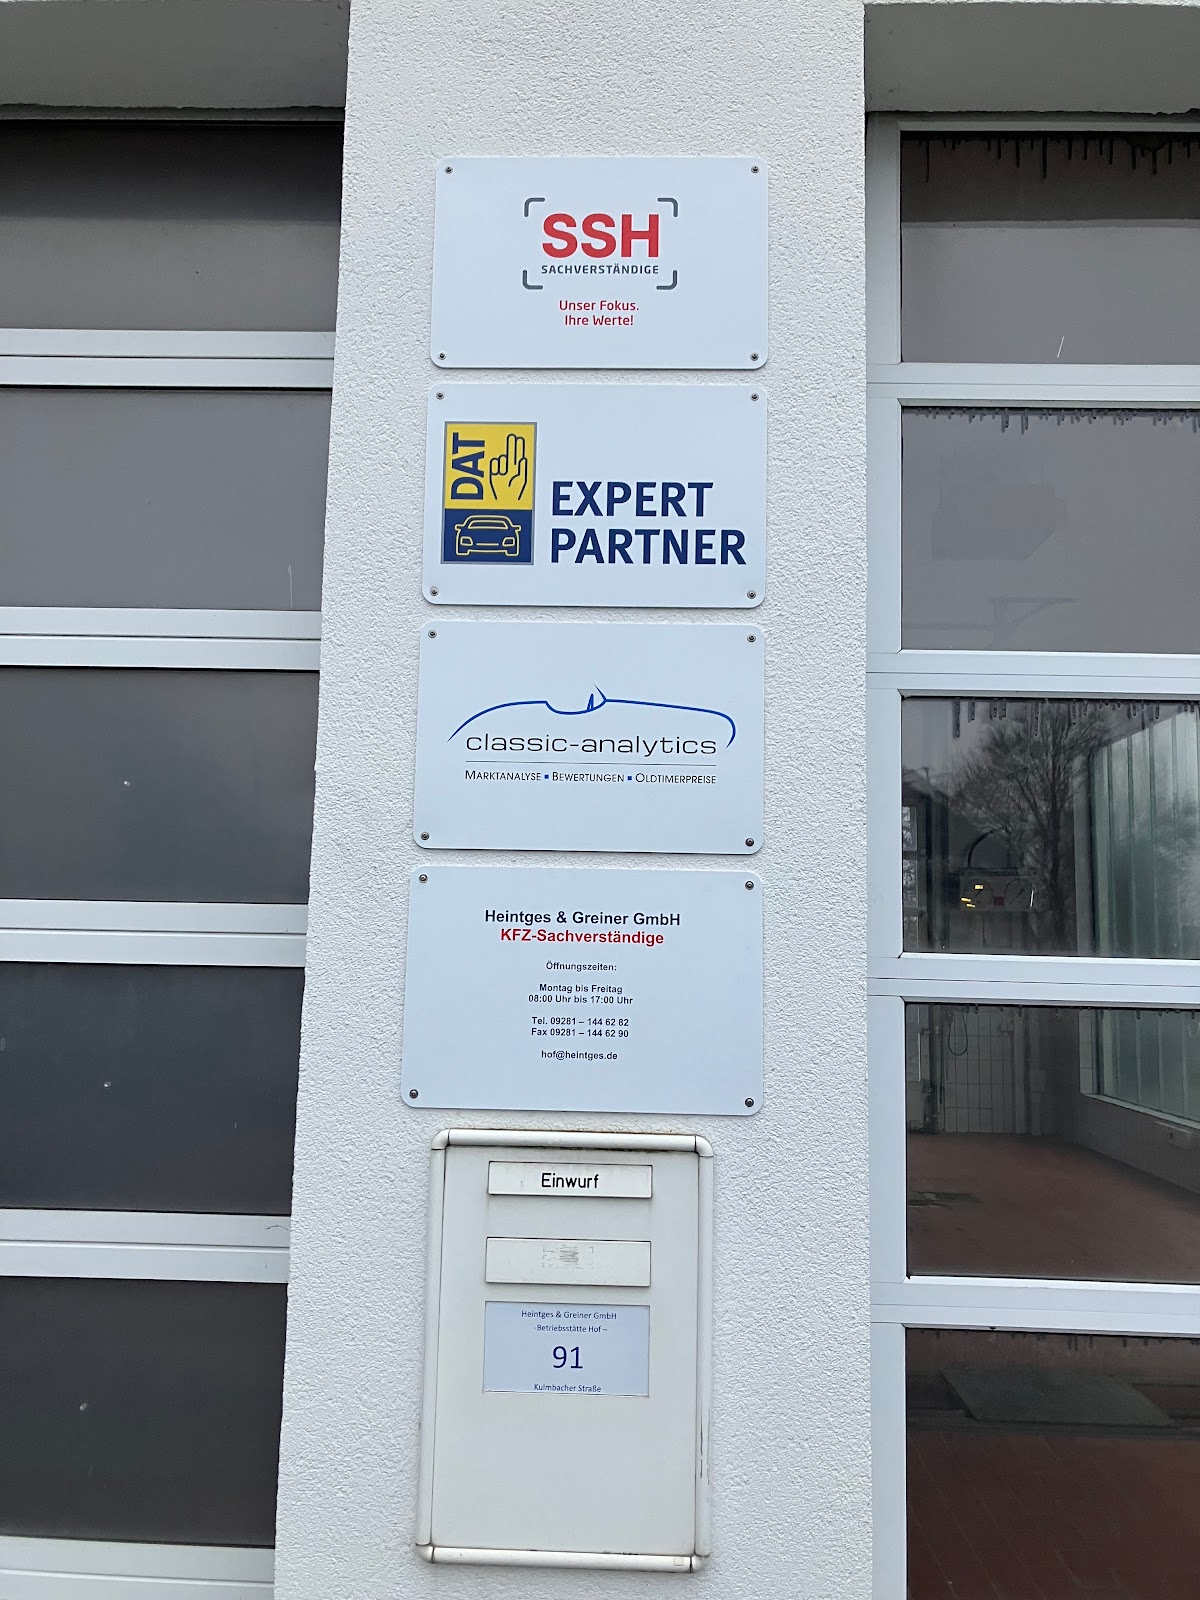 SSH
SACHVERSTÄNDIGE
Unser Fokus.
Ihre Werte!
DAT
EXPERT
PARTNER
classic-analytics
MARKTANALYSE ▪ BEWERTUNGEN ▪ OLDTIMERPREISE
Heintges & Greiner GmbH
KFZ-Sachverständige
Öffnungszeiten:
Montag bis Freitag
08:00 Uhr bis 17:00 Uhr
Tel. 09281 – 144 62 82
Fax 09281 – 144 62 90
hof@heintges.de
Einwurf
Heintges & Greiner GmbH
-Betriebsstätte Hof –
91
Kulmbacher Straße